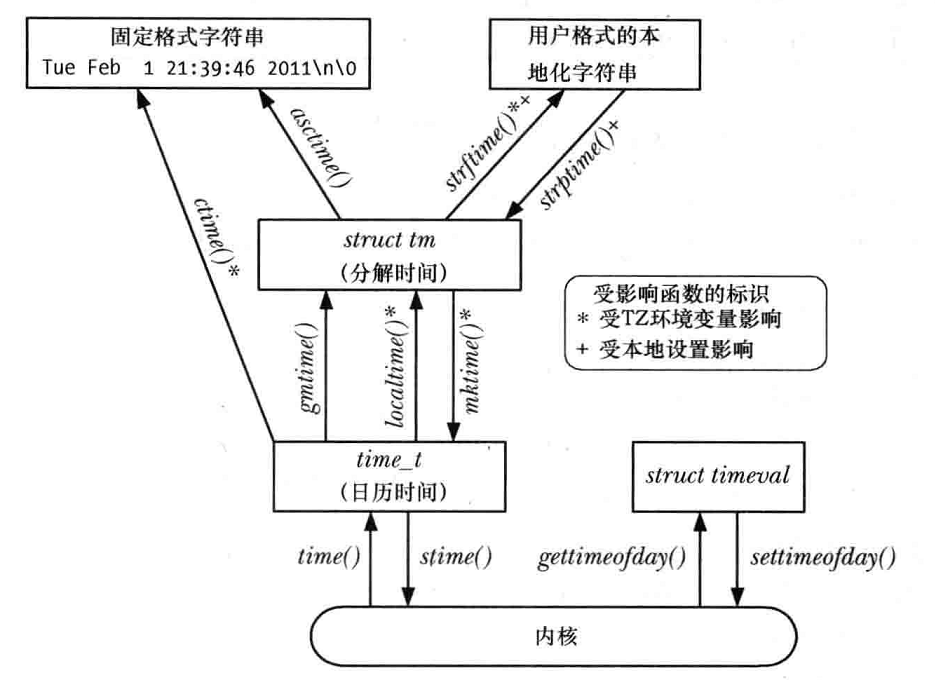 固定格式字符串
Tue Feb  1 21:39:46 2011\n\0
用户格式的本
地化字符串
asctime()
strftime()*+
strptime()+
ctime()*
struct tm
(分解时间)
受影响函数的标识
* 受TZ环境变量影响
+ 受本地设置影响
gmtime()
localtime()*
mktime()*
time_t
(日历时间)
struct timeval
time()
stime()
gettimeofday()
settimeofday()
内核